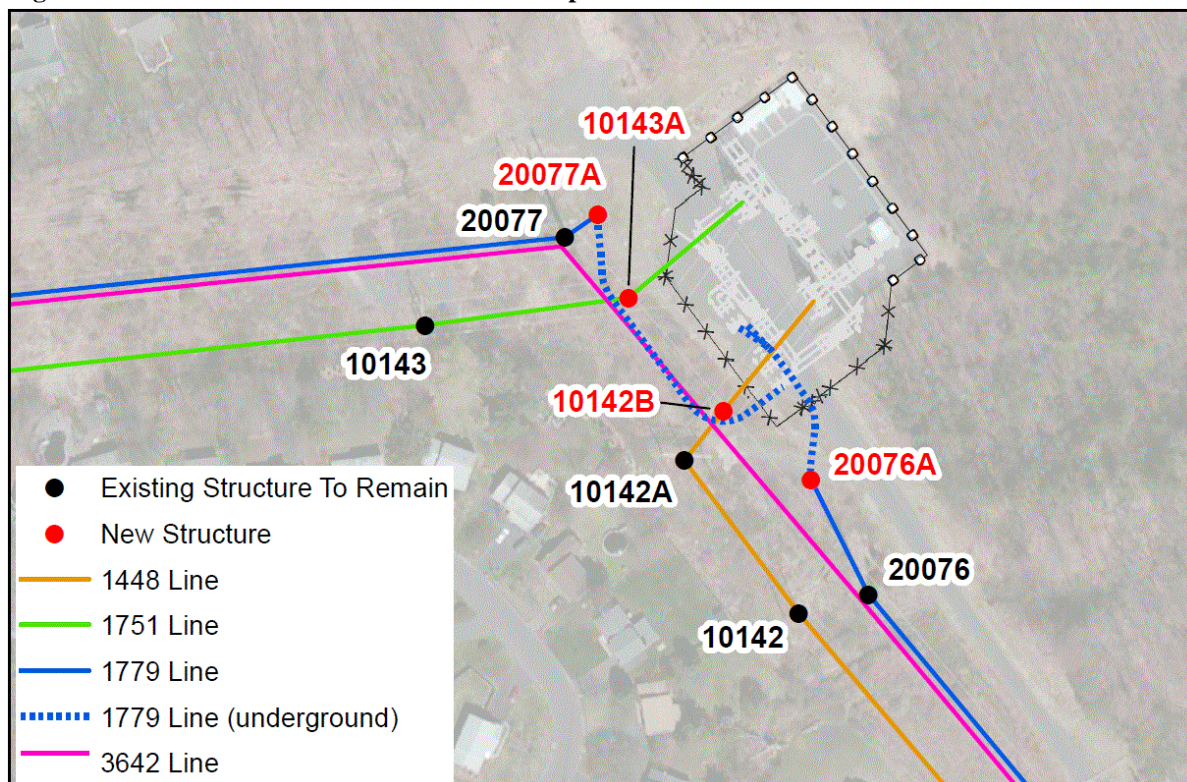 10143A
20077A
20077
10143
10142B
10142A
20076A
20076
10142
Existing Structure To Remain
New Structure
1448 Line
1751 Line
1779 Line
1779 Line (underground)
3642 Line